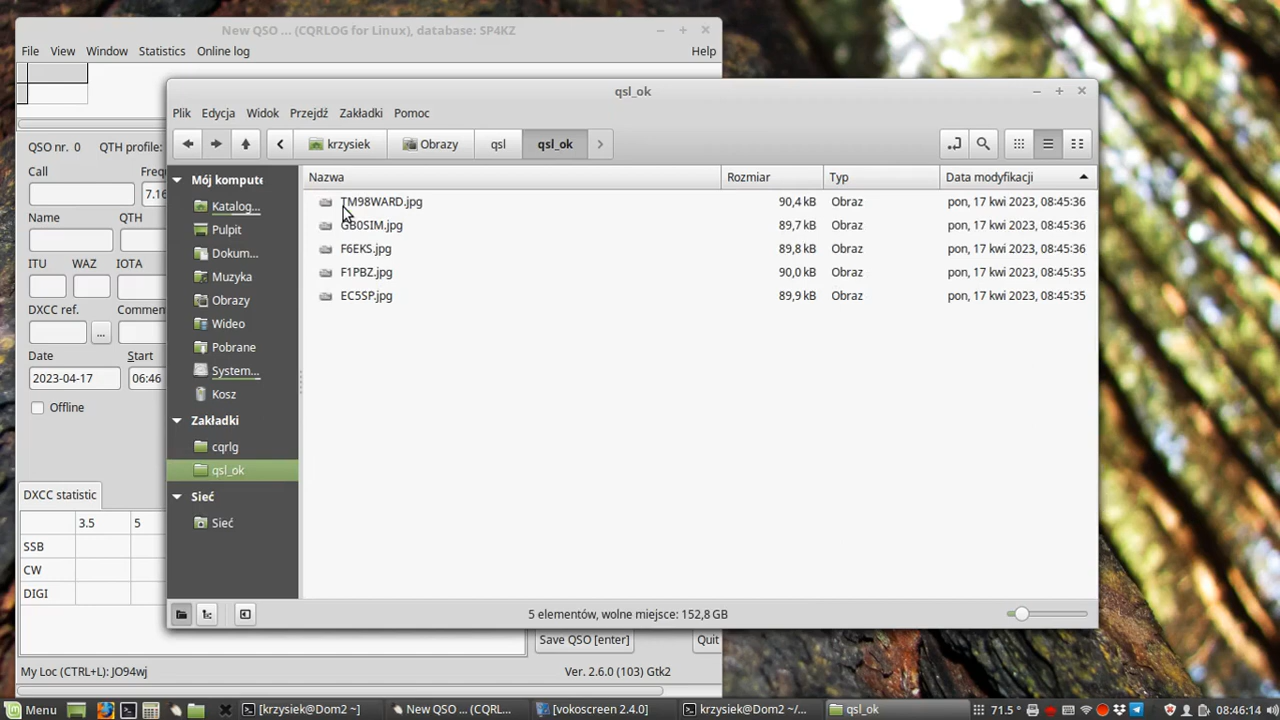 New QSO ... (CQRLOG for Linux), database: SP4KZ
File View Window Statistics Online log Help
qsl_ok
Plik Edycja Widok Przejdź Zakładki Pomoc
krzysiek Obrazy qsl qsl_ok
QSO nr. 0 QTH profile:
Call
7.16
Name QTH
ITU WAZ IOTA
DXCC ref.
...
Date Start
2023-04-17 06:46
Offline
DXCC statistic
3.5 5
SSB
CW
DIGI
Mój kompute
Katalog...
Pulpit
Dokum...
Muzyka
Obrazy
Wideo
Pobrane
System...
Kosz
Zakładki
cqrlg
qsl_ok
Sieć
Sieć
Nazwa Rozmiar Typ Data modyfikacji
TM98WARD.jpg 90,4 kB Obraz pon, 17 kwi 2023, 08:45:36
GB0SIM.jpg 89,7 kB Obraz pon, 17 kwi 2023, 08:45:36
F6EKS.jpg 89,8 kB Obraz pon, 17 kwi 2023, 08:45:36
F1PBZ.jpg 90,0 kB Obraz pon, 17 kwi 2023, 08:45:35
EC5SP.jpg 89,9 kB Obraz pon, 17 kwi 2023, 08:45:35
5 elementów, wolne miejsce: 152,8 GB
Save QSO [enter] Quit
My Loc (CTRL+L): JO94wj Ver. 2.6.0 (103) Gtk2
Menu [krzysiek@Dom2 ~] New QSO ... (CQRL... [vokoscreen 2.4.0] krzysiek@Dom2 ~/... qsl_ok 71.5° 08:46:14